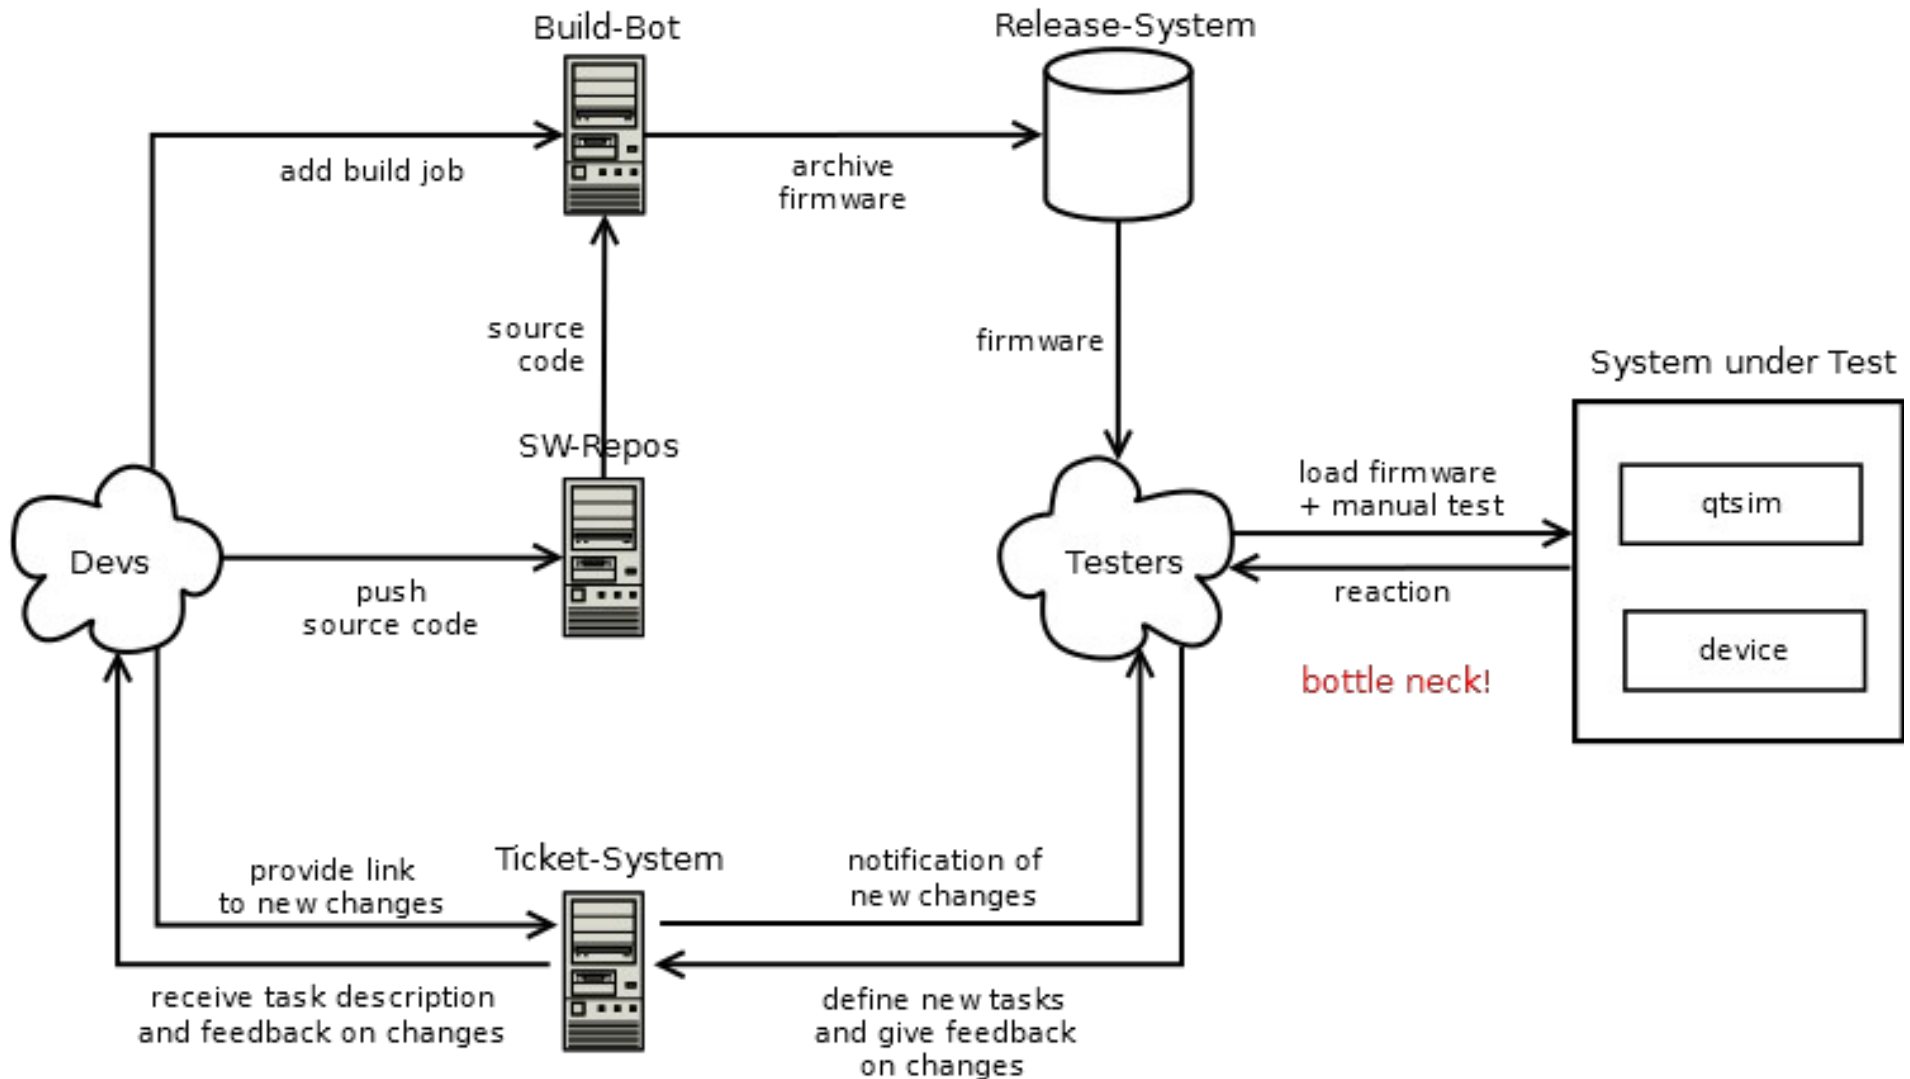 Build-Bot
Release-System
add build job
archive
firmware
source
code
firmware
System under Test
SW-Repos
load firmware
+ manual test
qtsim
Devs
Testers
push
source code
reaction
device
bottle neck!
provide link
to new changes
Ticket-System
notification of
new changes
receive task description
and feedback on changes
define new tasks
and give feedback
on changes